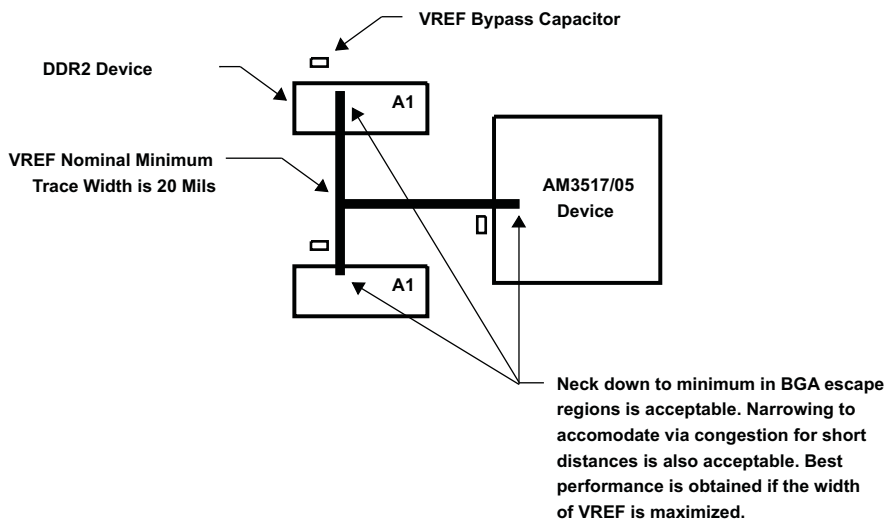 VREF Bypass Capacitor
DDR2 Device
A1
VREF Nominal Minimum
Trace Width is 20 Mils
AM3517/05
Device
A1
Neck down to minimum in BGA escape
regions is acceptable. Narrowing to
accomodate via congestion for short
distances is also acceptable. Best
performance is obtained if the width
of VREF is maximized.